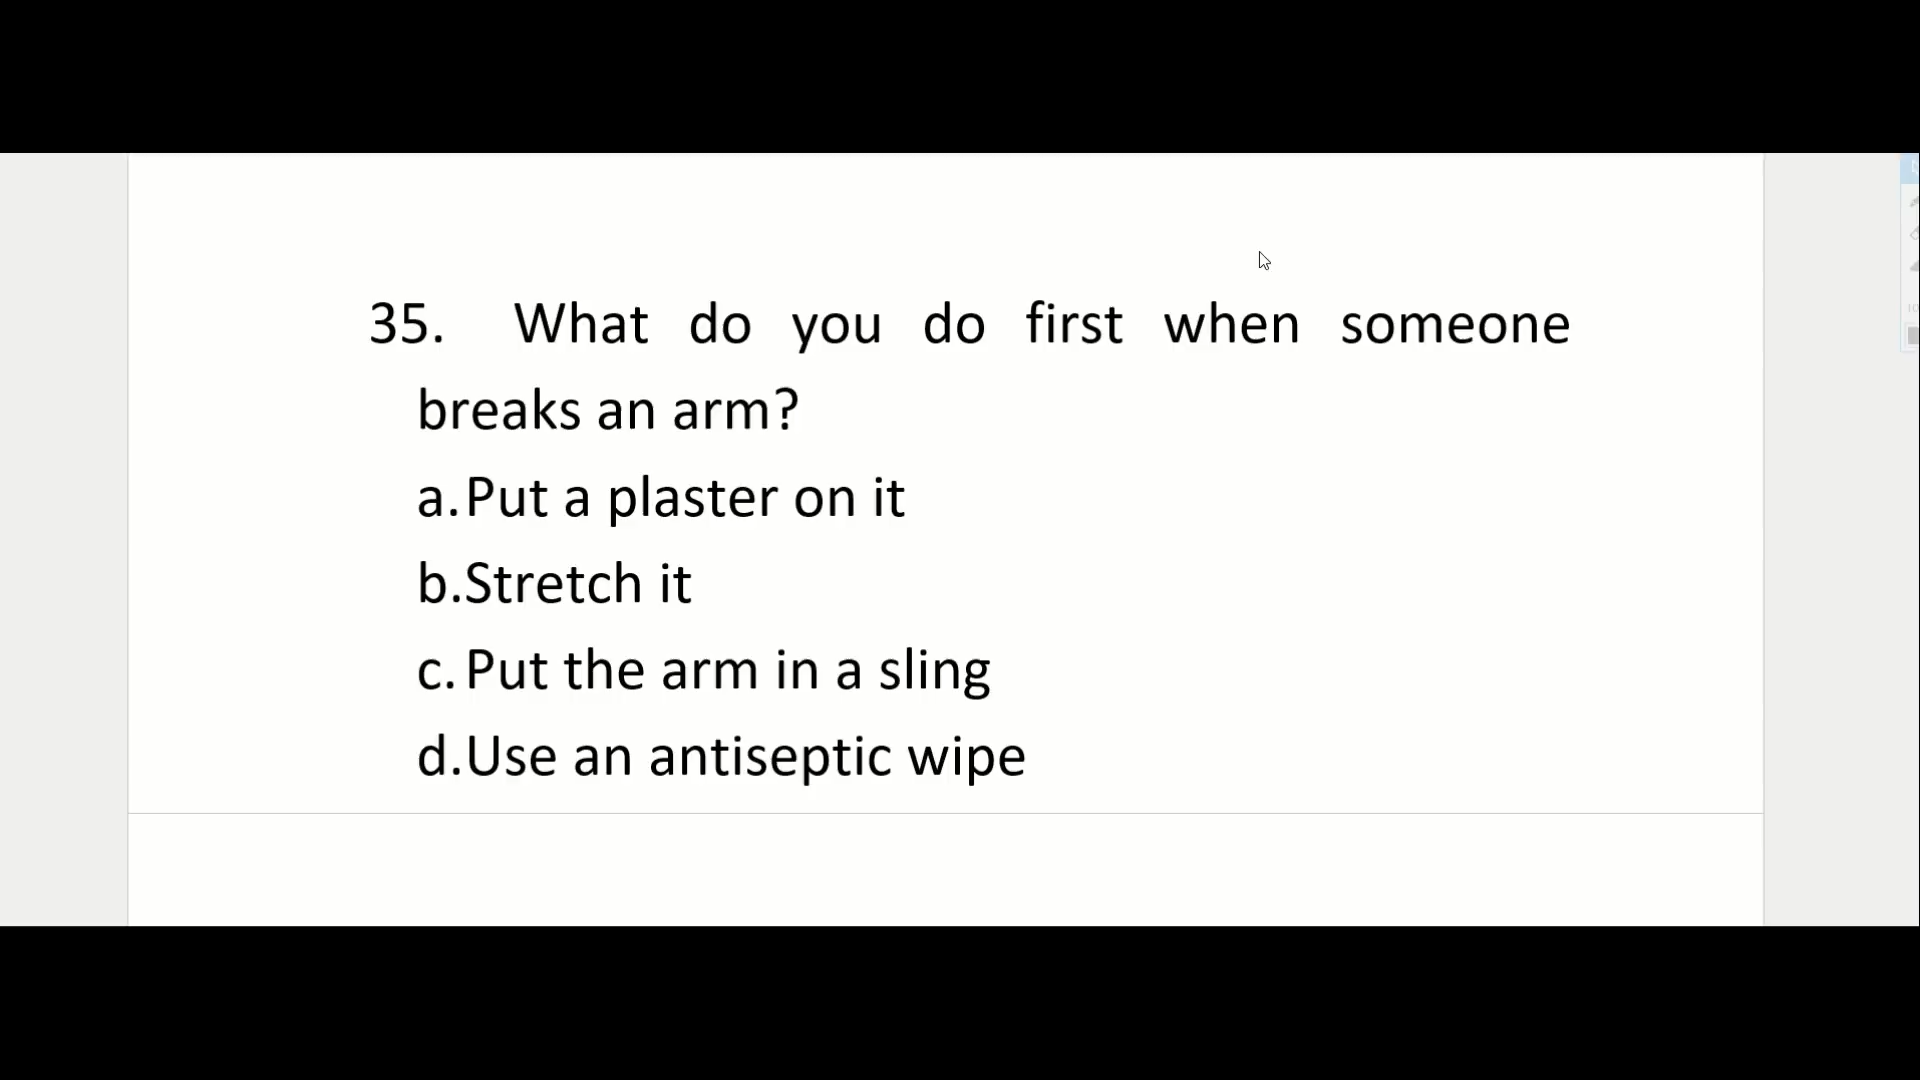 35. What do you do first when someone
breaks an arm?
a. Put a plaster on it
b. Stretch it
c. Put the arm in a sling
d. Use an antiseptic wipe